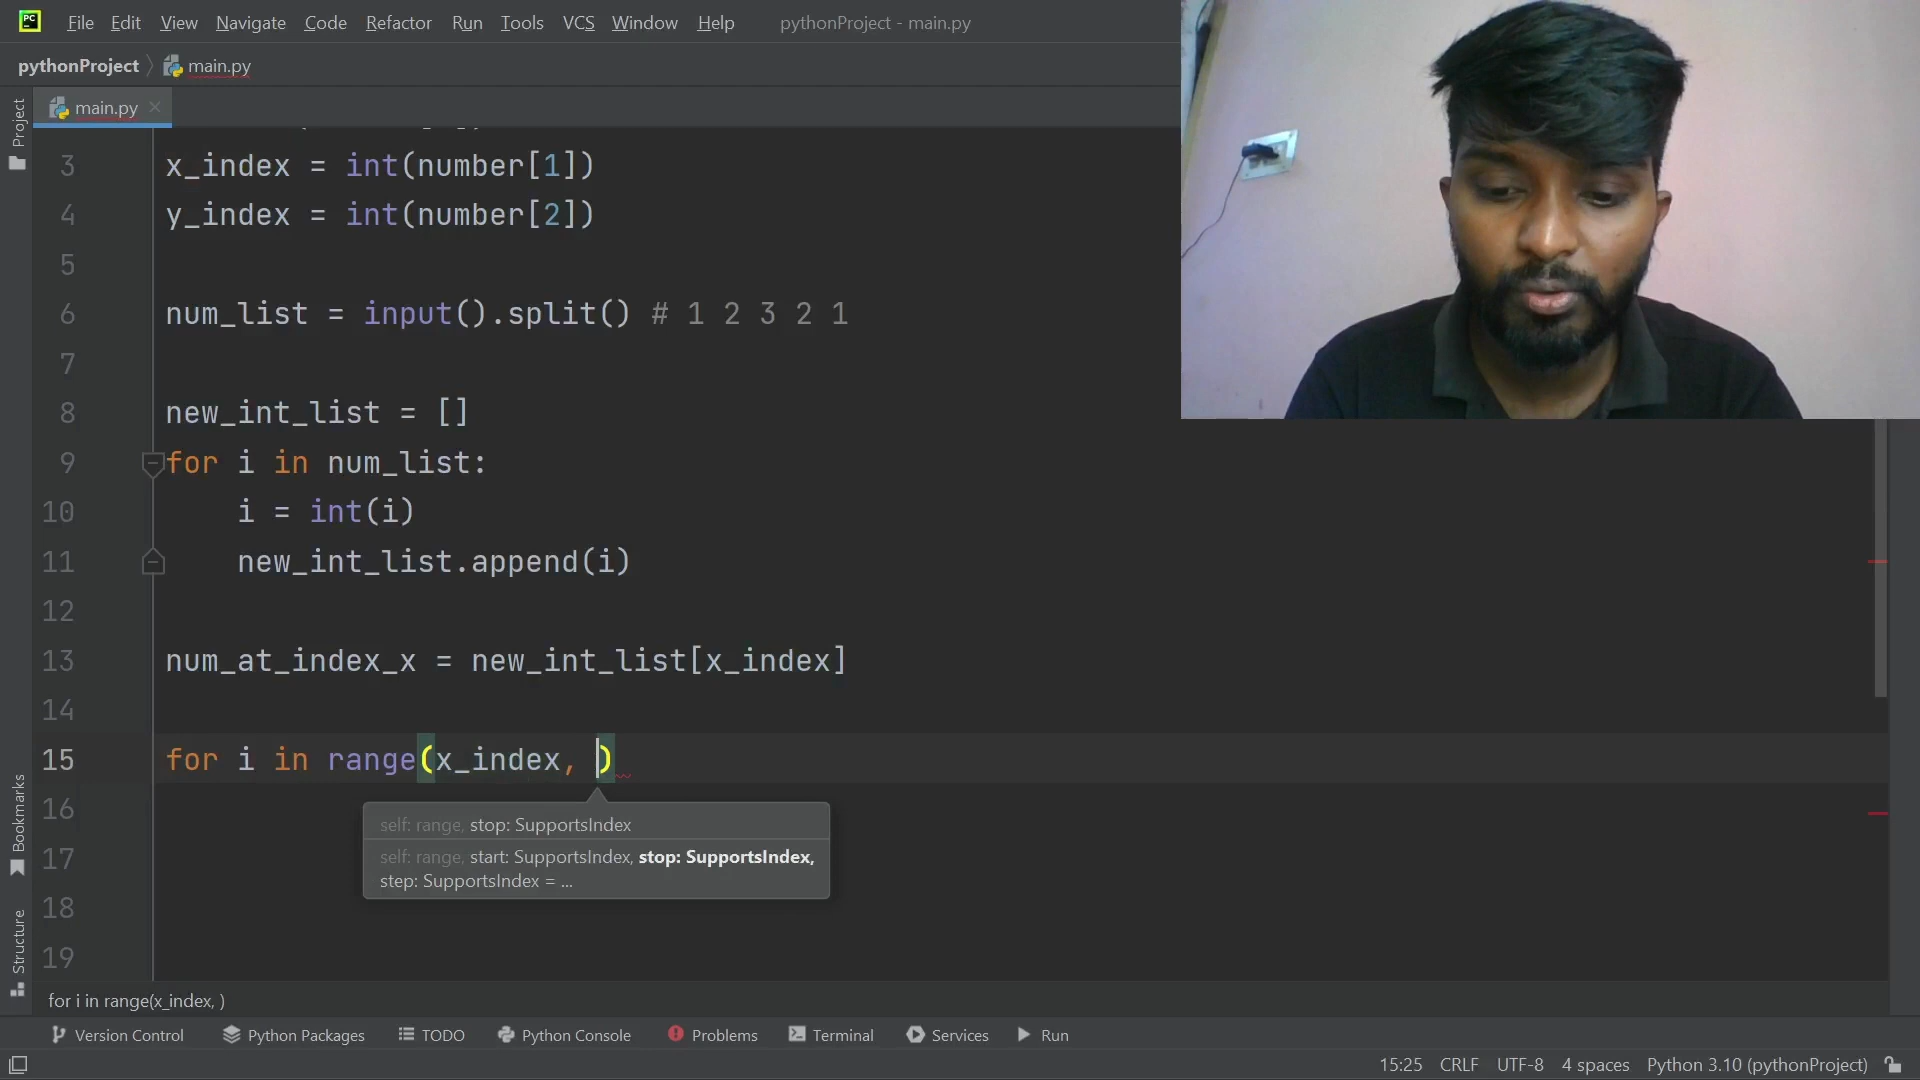 PC File Edit View Navigate Code Refactor Run Tools VCS Window Help pythonProject - main.py
pythonProject main.py
Project
main.py
3 x_index = int(number[1])
4 y_index = int(number[2])
5
6 num_list = input().split() # 1 2 3 2 1
7
8 new_int_list = []
9 for i in num_list:
10 i = int(i)
11 new_int_list.append(i)
12
13 num_at_index_x = new_int_list[x_index]
14
15 for i in range(x_index, )
16
self: range, stop: SupportsIndex
17
self: range, start: SupportsIndex, stop: SupportsIndex,
step: SupportsIndex = ...
18
19
Bookmarks
Structure
for i in range(x_index, )
Version Control Python Packages TODO Python Console Problems Terminal Services Run
15:25 CRLF UTF-8 4 spaces Python 3.10 (pythonProject)